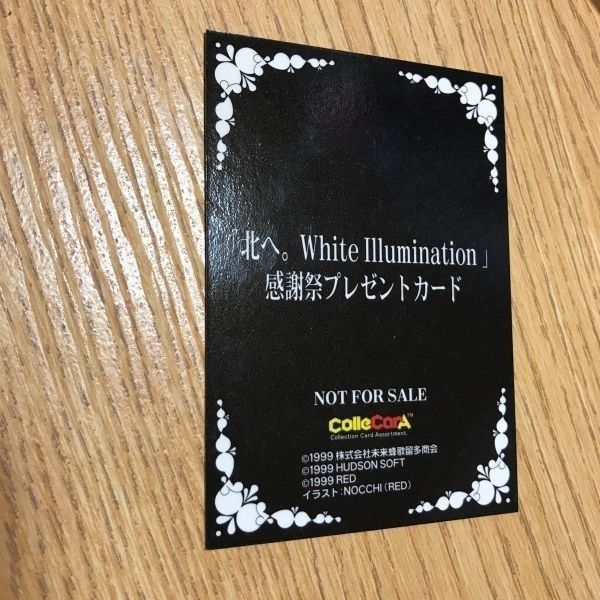 「北へ。White Illumination」
感謝祭プレゼントカード
NOT FOR SALE
ColleCarA™
Collection Card Assortment.
©1999 株式会社未来蜂歌留多商会
©1999 HUDSON SOFT
©1999 RED
イラスト:NOCCHI(RED)